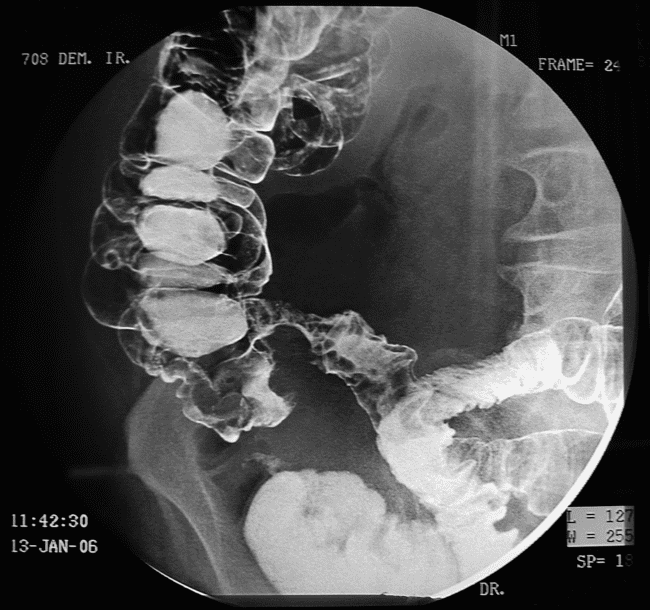 708 DEM. IR.
M1
FRAME= 24
11:42:30
13-JAN-06
L = 127
W = 255
SP= 1
DR.